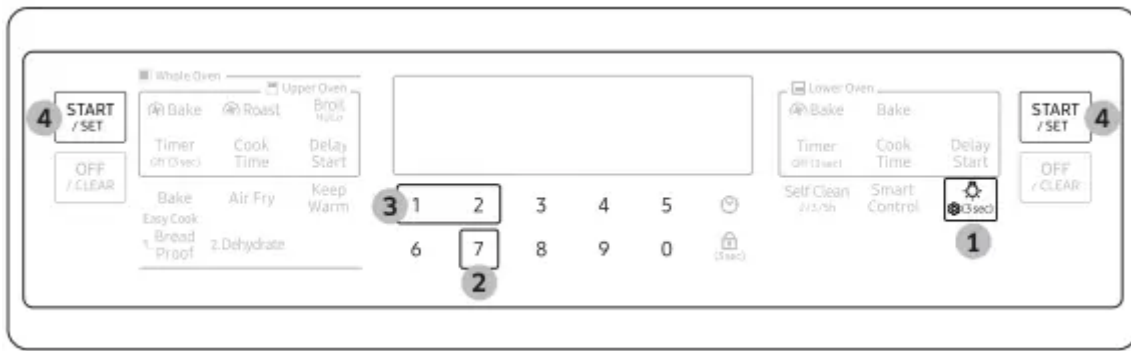 Whole Oven
Upper Oven
Lower Oven
4
START
/ SET
Bake
Roast
Broil
Hi/Lo
Bake
Bake
START
/ SET
4
OFF
/ CLEAR
Timer
Off (3 sec)
Cook
Time
Delay
Start
Timer
Off (3 sec)
Cook
Time
Delay
Start
OFF
/ CLEAR
Bake
Air Fry
Keep
Warm
3
1 2 3 4 5
Self Clean
2/3/5h
Smart
Control
(3 sec)
Easy Cook
1. Bread
Proof
2. Dehydrate
6 7 8 9 0
(3 sec)
1
2